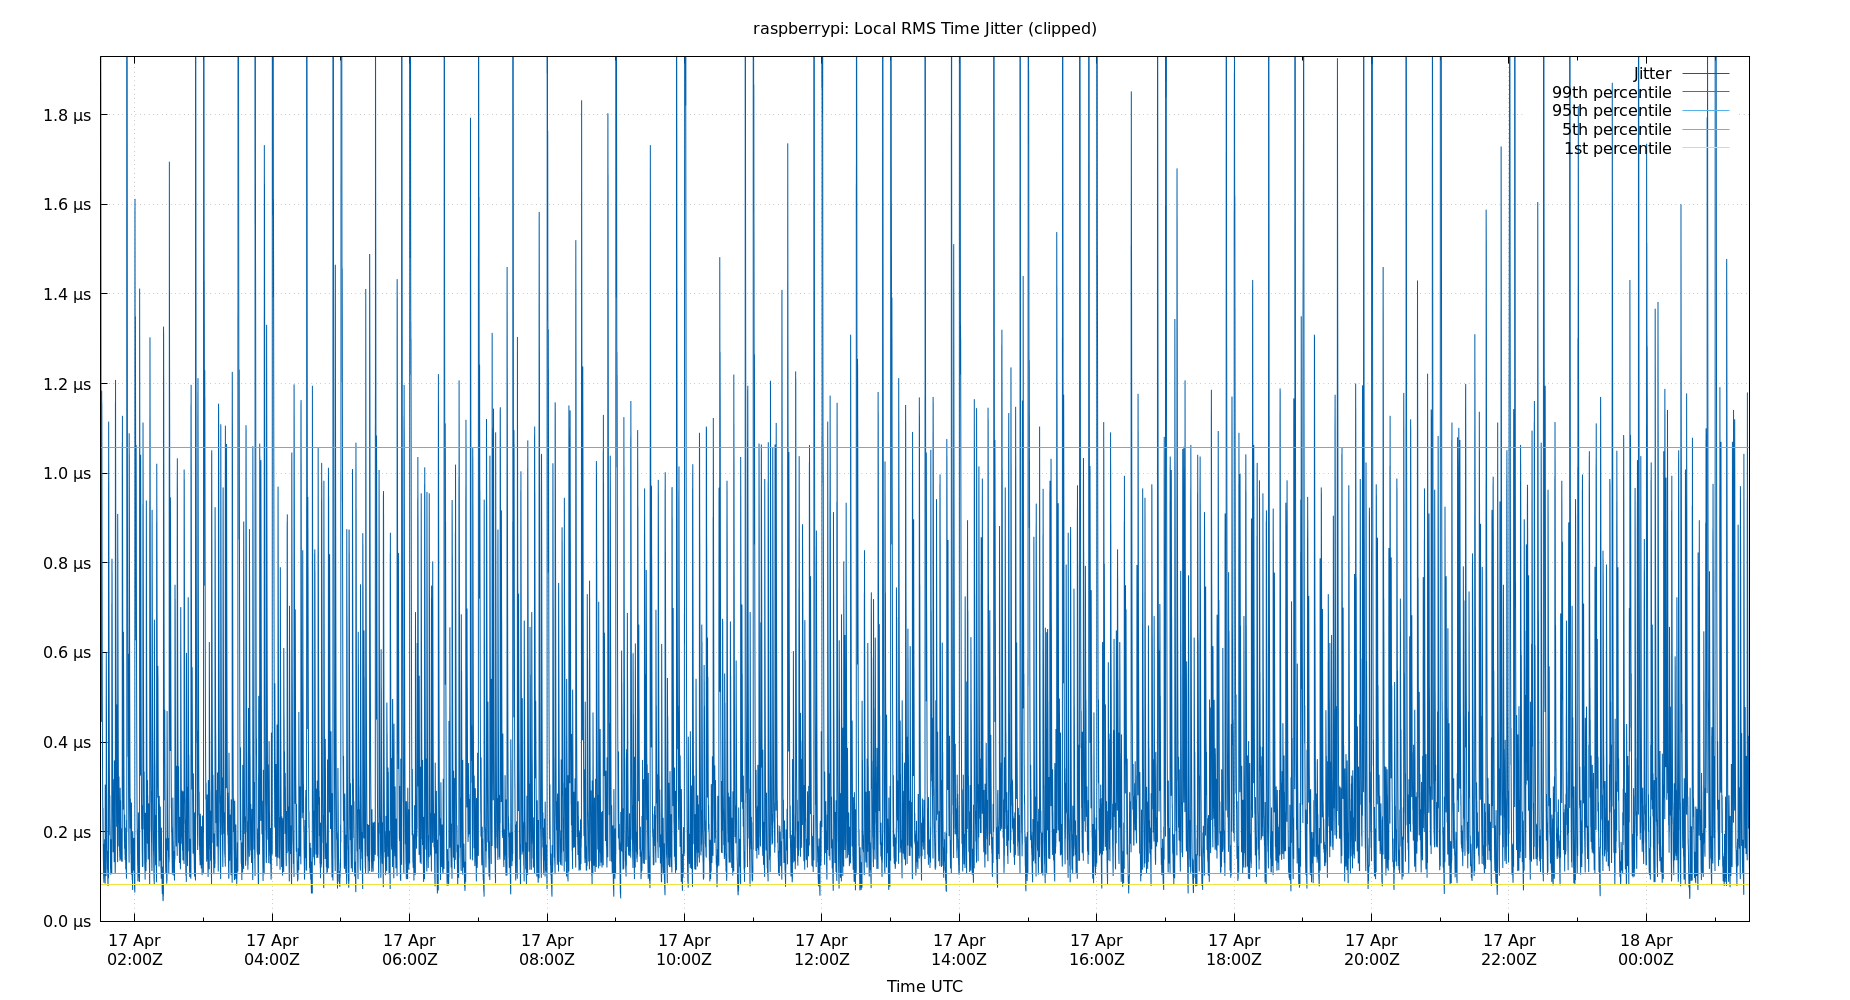 raspberrypi: Local RMS Time Jitter (clipped)
Jitter
99th percentile
95th percentile
5th percentile
1st percentile
1.8 µs
1.6 µs
1.4 µs
1.2 µs
1.0 µs
0.8 µs
0.6 µs
0.4 µs
0.2 µs
0.0 µs
17 Apr 17 Apr 17 Apr 17 Apr 17 Apr 17 Apr 17 Apr 17 Apr 17 Apr 17 Apr 17 Apr 18 Apr
02:00Z 04:00Z 06:00Z 08:00Z 10:00Z 12:00Z 14:00Z 16:00Z 18:00Z 20:00Z 22:00Z 00:00Z
Time UTC